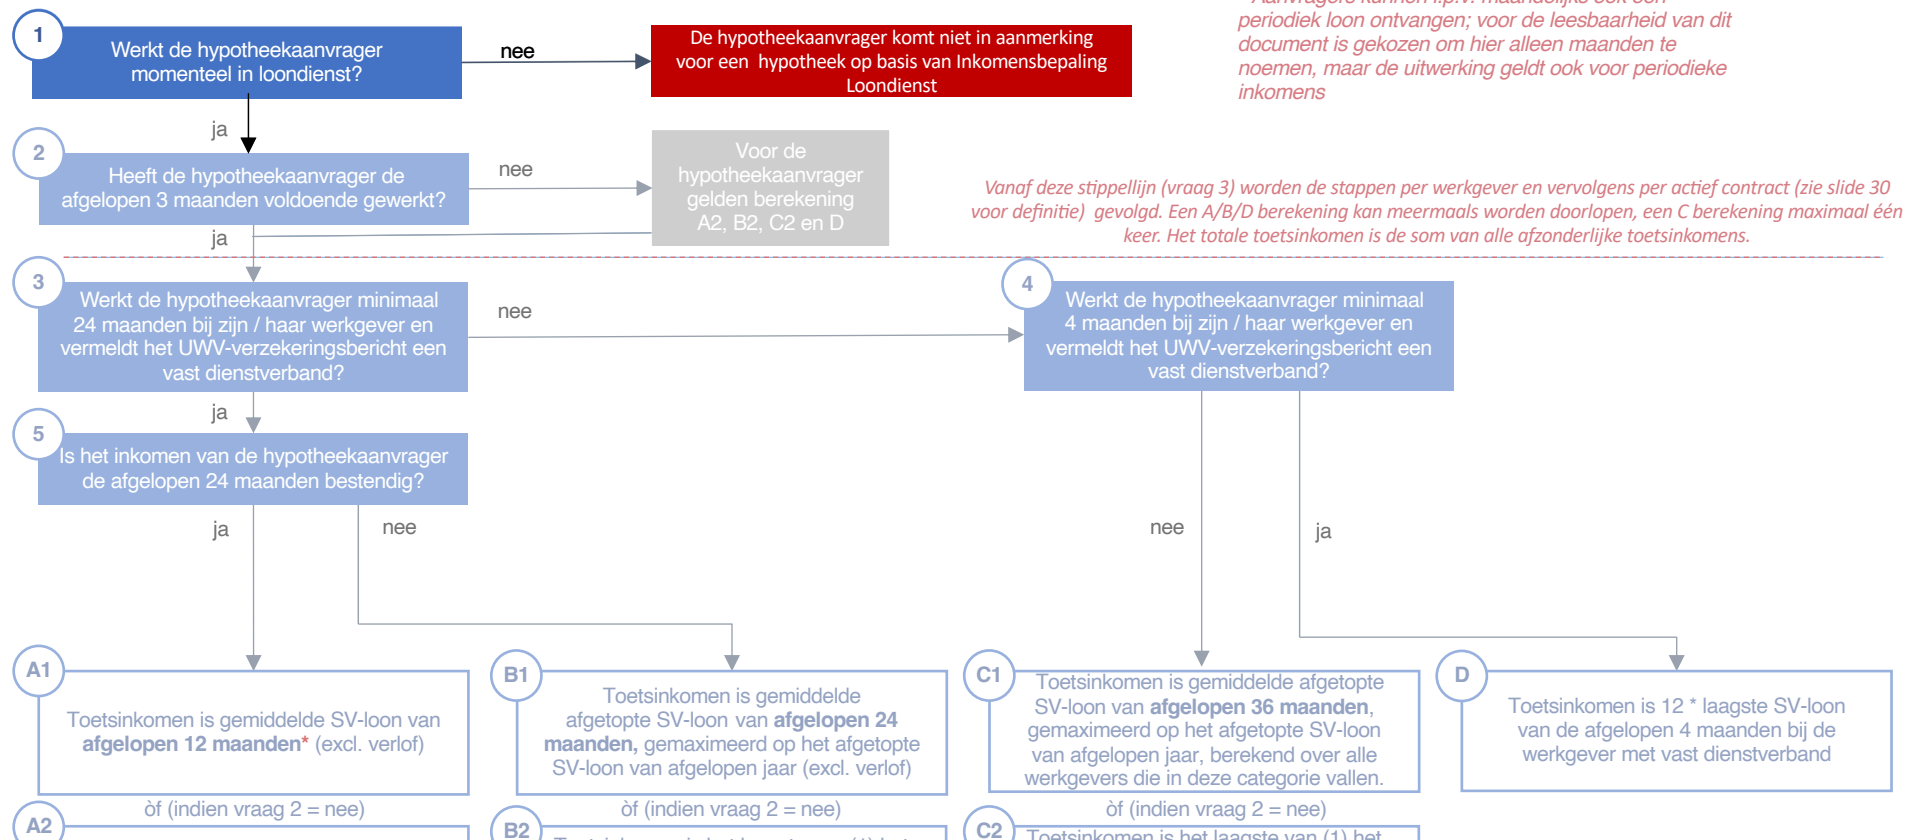 * Aanvragers kunnen i.p.v. maandelijks ook een
periodiek loon ontvangen; voor de leesbaarheid van dit
document is gekozen om hier alleen maanden te
noemen, maar de uitwerking geldt ook voor periodieke
inkomens
1
Werkt de hypotheekaanvrager
momenteel in loondienst?
nee
De hypotheekaanvrager komt niet in aanmerking
voor een hypotheek op basis van Inkomensbepaling
Loondienst
ja
2
Heeft de hypotheekaanvrager de
afgelopen 3 maanden voldoende gewerkt?
nee
Voor de
hypotheekaanvrager
gelden berekening
A2, B2, C2 en D
ja
Vanaf deze stippellijn (vraag 3) worden de stappen per werkgever en vervolgens per actief contract (zie slide 30
voor definitie) gevolgd. Een A/B/D berekening kan meermaals worden doorlopen, een C berekening maximaal één
keer. Het totale toetsinkomen is de som van alle afzonderlijke toetsinkomens.
3
Werkt de hypotheekaanvrager minimaal
24 maanden bij zijn / haar werkgever en
vermeldt het UWV-verzekeringsbericht een
vast dienstverband?
nee
4
Werkt de hypotheekaanvrager minimaal
4 maanden bij zijn / haar werkgever en
vermeldt het UWV-verzekeringsbericht een
vast dienstverband?
ja
5
Is het inkomen van de hypotheekaanvrager
de afgelopen 24 maanden bestendig?
ja
nee
nee
ja
A1
Toetsinkomen is gemiddelde SV-loon van
afgelopen 12 maanden* (excl. verlof)
B1
Toetsinkomen is gemiddelde
afgetopte SV-loon van afgelopen 24
maanden, gemaximeerd op het afgetopte
SV-loon van afgelopen jaar (excl. verlof)
C1
Toetsinkomen is gemiddelde afgetopte
SV-loon van afgelopen 36 maanden,
gemaximeerd op het afgetopte SV-loon
van afgelopen jaar, berekend over alle
werkgevers die in deze categorie vallen.
D
Toetsinkomen is 12 * laagste SV-loon
van de afgelopen 4 maanden bij de
werkgever met vast dienstverband
òf (indien vraag 2 = nee)
òf (indien vraag 2 = nee)
òf (indien vraag 2 = nee)
A2
B2
C2
Toetsinkomen is het laagste van (1) het